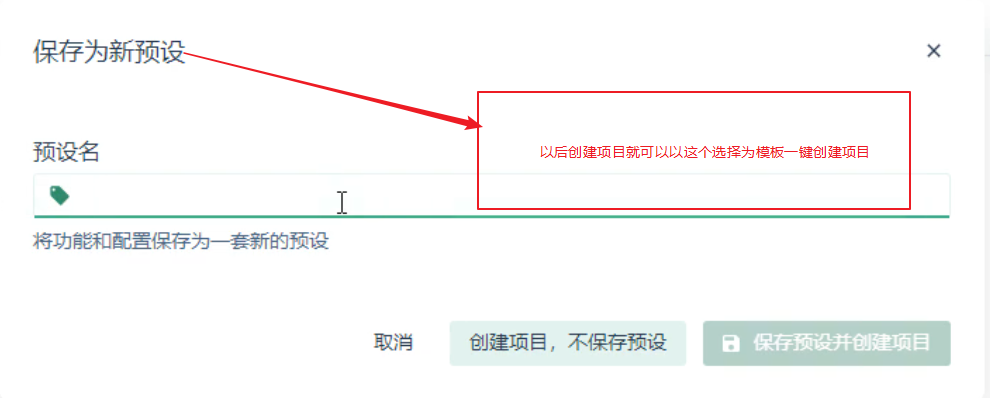 保存为新预设
以后创建项目就可以以这个选择为模板一键创建项目
预设名
将功能和配置保存为一套新的预设
取消
创建项目，不保存预设
保存预设并创建项目